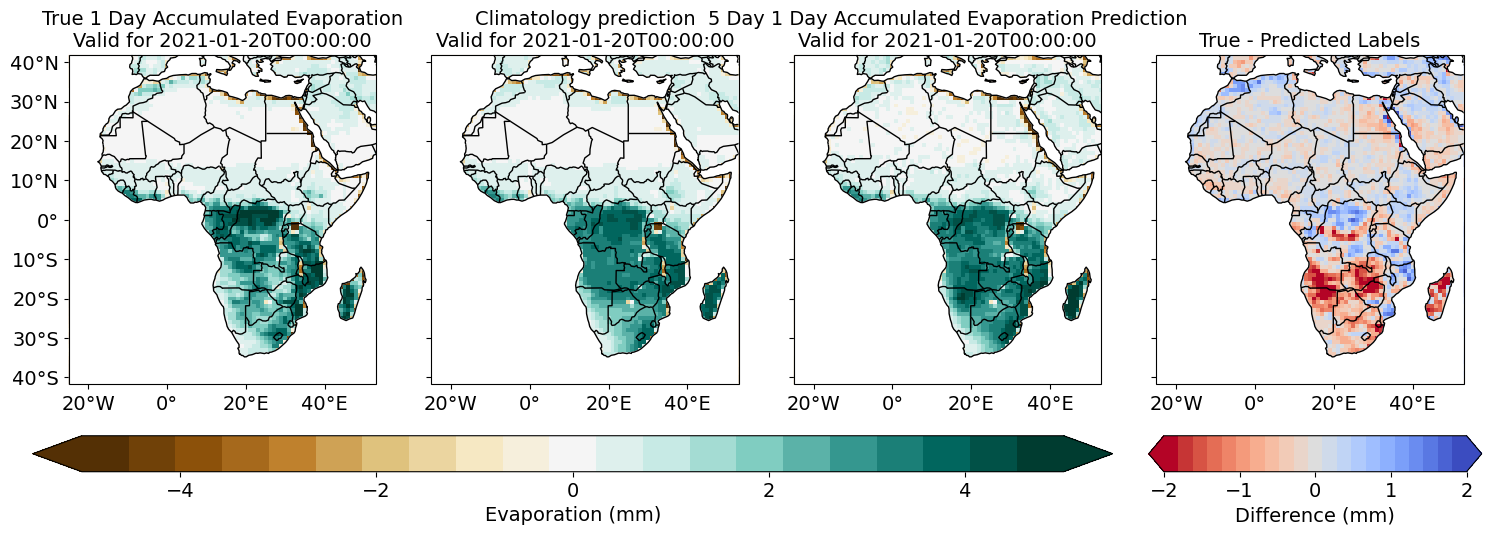 True 1 Day Accumulated Evaporation
Valid for 2021-01-20T00:00:00
Climatology prediction
Valid for 2021-01-20T00:00:00
5 Day 1 Day Accumulated Evaporation Prediction
Valid for 2021-01-20T00:00:00
True - Predicted Labels
40°N
30°N
20°N
10°N
0°
10°S
20°S
30°S
40°S
20°W 0° 20°E 40°E
20°W 0° 20°E 40°E
20°W 0° 20°E 40°E
20°W 0° 20°E 40°E
−4 −2 0 2 4
Evaporation (mm)
−2 −1 0 1 2
Difference (mm)